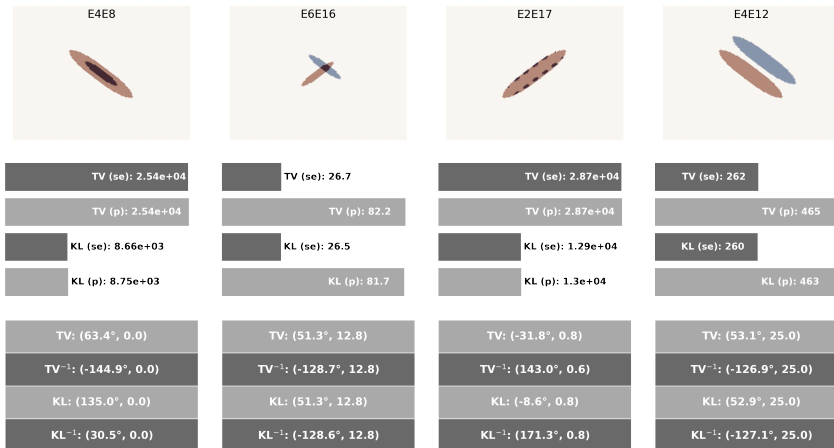 E4E8 E6E16 E2E17 E4E12
TV (se): 2.54e+04 TV (se): 26.7 TV (se): 2.87e+04 TV (se): 262
TV (p): 2.54e+04 TV (p): 82.2 TV (p): 2.87e+04 TV (p): 465
KL (se): 8.66e+03 KL (se): 26.5 KL (se): 1.29e+04 KL (se): 260
KL (p): 8.75e+03 KL (p): 81.7 KL (p): 1.3e+04 KL (p): 463
TV: (63.4°, 0.0) TV: (51.3°, 12.8) TV: (-31.8°, 0.8) TV: (53.1°, 25.0)
TV⁻¹: (-144.9°, 0.0) TV⁻¹: (-128.7°, 12.8) TV⁻¹: (143.0°, 0.6) TV⁻¹: (-126.9°, 25.0)
KL: (135.0°, 0.0) KL: (51.3°, 12.8) KL: (-8.6°, 0.8) KL: (52.9°, 25.0)
KL⁻¹: (30.5°, 0.0) KL⁻¹: (-128.6°, 12.8) KL⁻¹: (171.3°, 0.8) KL⁻¹: (-127.1°, 25.0)